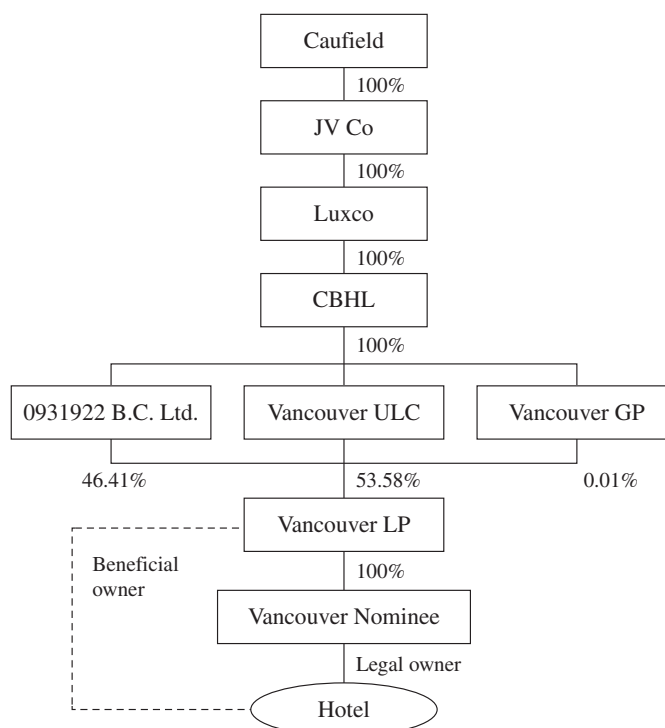 Caufield
100%
JV Co
100%
Luxco
100%
CBHL
100%
0931922 B.C. Ltd.
Vancouver ULC
Vancouver GP
46.41%
53.58%
0.01%
Vancouver LP
Beneficial
owner
100%
Vancouver Nominee
Legal owner
Hotel